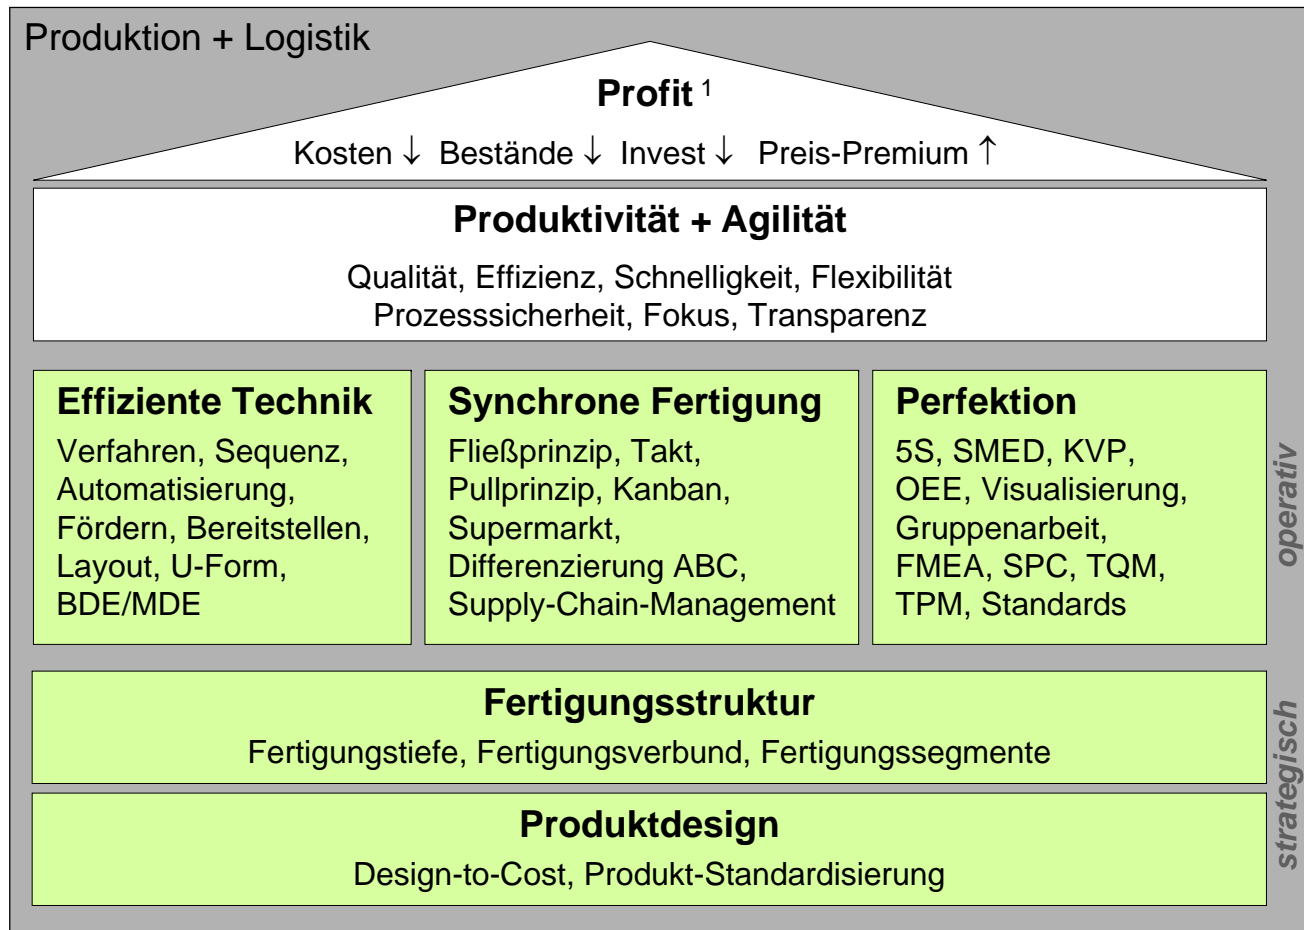 Produktion + Logistik
Profit 1
Kosten ↓ Bestände ↓ Invest ↓ Preis-Premium ↑
Produktivität + Agilität
Qualität, Effizienz, Schnelligkeit, Flexibilität
Prozesssicherheit, Fokus, Transparenz
Effiziente Technik
Verfahren, Sequenz,
Automatisierung,
Fördern, Bereitstellen,
Layout, U-Form,
BDE/MDE
Synchrone Fertigung
Fließprinzip, Takt,
Pullprinzip, Kanban,
Supermarkt,
Differenzierung ABC,
Supply-Chain-Management
Perfektion
5S, SMED, KVP,
OEE, Visualisierung,
Gruppenarbeit,
FMEA, SPC, TQM,
TPM, Standards
operativ
Fertigungsstruktur
Fertigungstiefe, Fertigungsverbund, Fertigungssegmente
Produktdesign
Design-to-Cost, Produkt-Standardisierung
strategisch